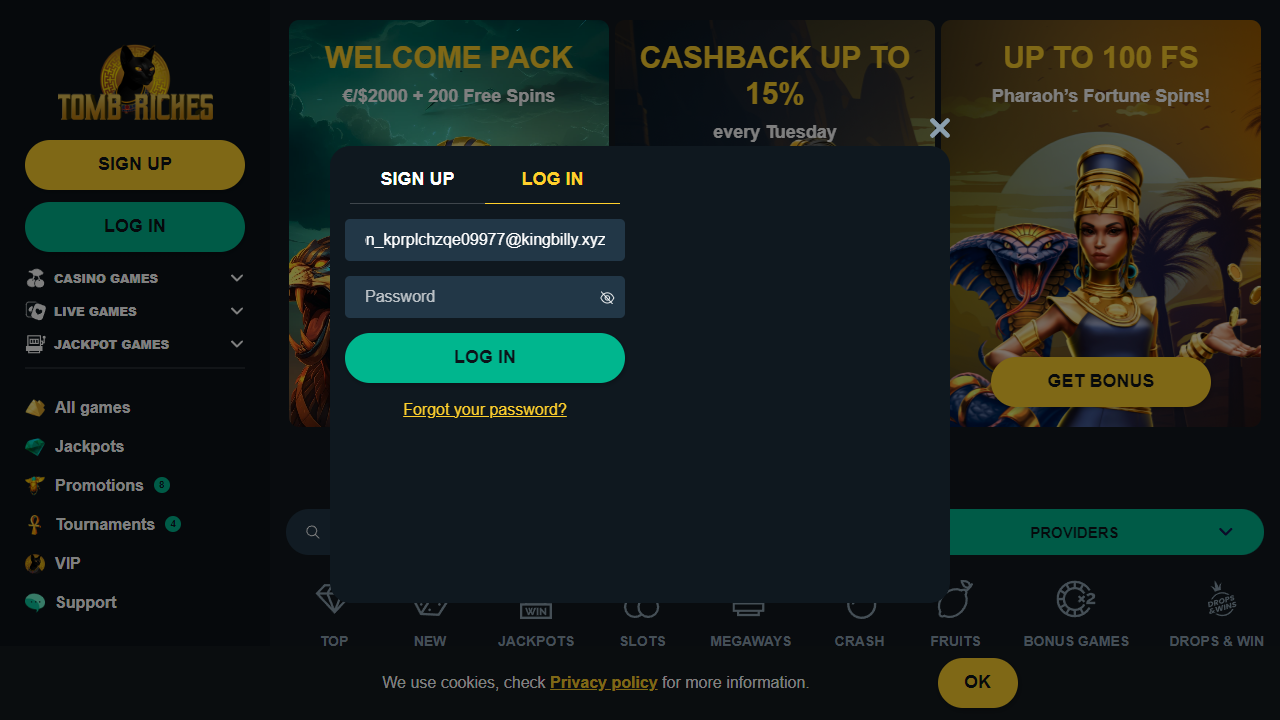 TOMB RICHES
SIGN UP
LOG IN
CASINO GAMES
LIVE GAMES
JACKPOT GAMES
All games
Jackpots
Promotions 8
Tournaments 4
VIP
Support
WELCOME PACK
€/$2000 + 200 Free Spins
CASHBACK UP TO
15%
every Tuesday
UP TO 100 FS
Pharaoh's Fortune Spins!
GET BONUS
SIGN UP
LOG IN
n_kprplchzqe09977@kingbilly.xyz
Password
LOG IN
Forgot your password?
PROVIDERS
WIN
x2
DROPS
&WINS
TOP
NEW
JACKPOTS
SLOTS
MEGAWAYS
CRASH
FRUITS
BONUS GAMES
DROPS & WIN
We use cookies, check Privacy policy for more information.
OK